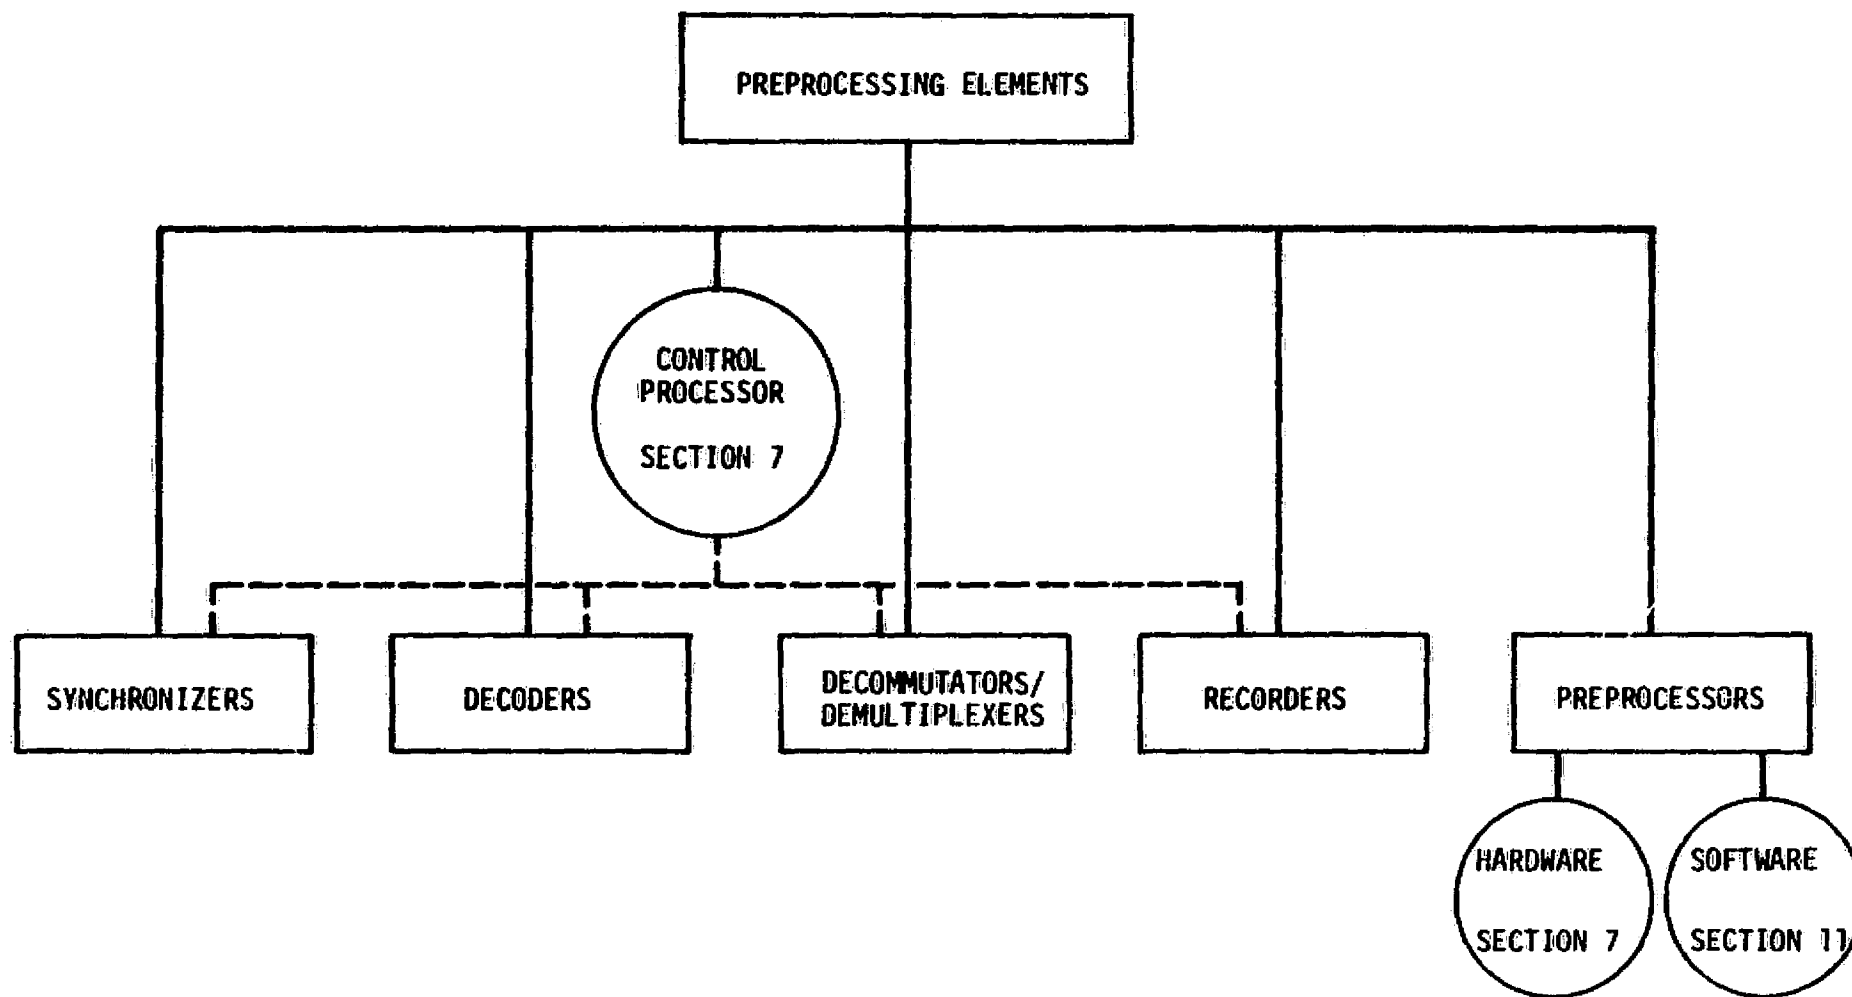 PREPROCESSING ELEMENTS
CONTROL
PROCESSOR
SECTION 7
SYNCHRONIZERS
DECODERS
DECOMMUTATORS/
DEMULTIPLEXERS
RECORDERS
PREPROCESSORS
HARDWARE
SECTION 7
SOFTWARE
SECTION 11